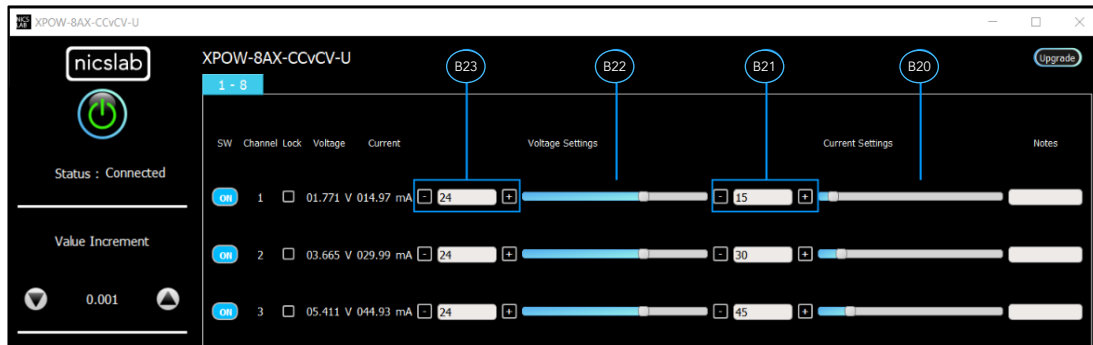 NICS LAB XPOW-8AX-CCvCV-U
nicslab
XPOW-8AX-CCvCV-U
B23 B22 B21 B20
Upgrade
1 - 8
SW Channel Lock Voltage Current Voltage Settings Current Settings Notes
Status : Connected
ON 1 01.771 V 014.97 mA - 24 + - 15 +
Value Increment
ON 2 03.665 V 029.99 mA - 24 + - 30 +
0.001
ON 3 05.411 V 044.93 mA - 24 + - 45 +